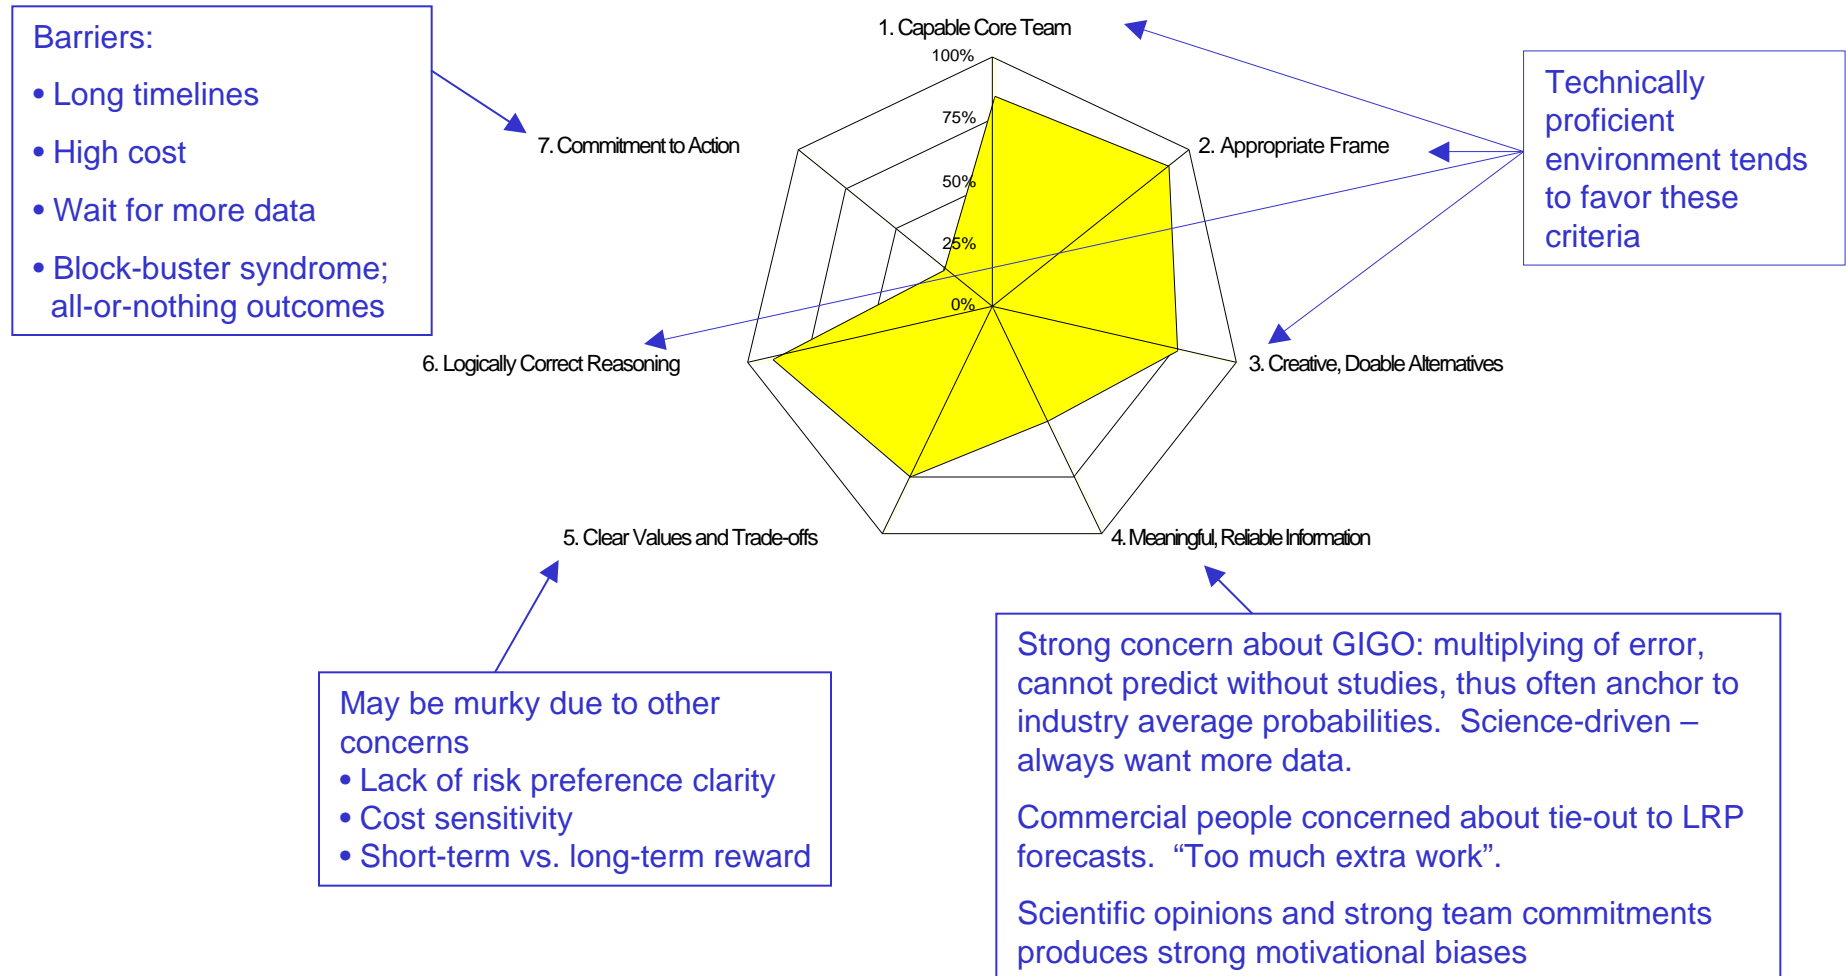 Barriers:
• Long timelines
• High cost
• Wait for more data
• Block-buster syndrome;
all-or-nothing outcomes
1. Capable Core Team
100%
75%
50%
25%
0%
7. Commitment to Action
2. Appropriate Frame
6. Logically Correct Reasoning
3. Creative, Doable Alternatives
5. Clear Values and Trade-offs
4. Meaningful, Reliable Information
Technically
proficient
environment tends
to favor these
criteria
May be murky due to other
concerns
• Lack of risk preference clarity
• Cost sensitivity
• Short-term vs. long-term reward
Strong concern about GIGO: multiplying of error,
cannot predict without studies, thus often anchor to
industry average probabilities.  Science-driven –
always want more data.
Commercial people concerned about tie-out to LRP
forecasts.  “Too much extra work”.
Scientific opinions and strong team commitments
produces strong motivational biases